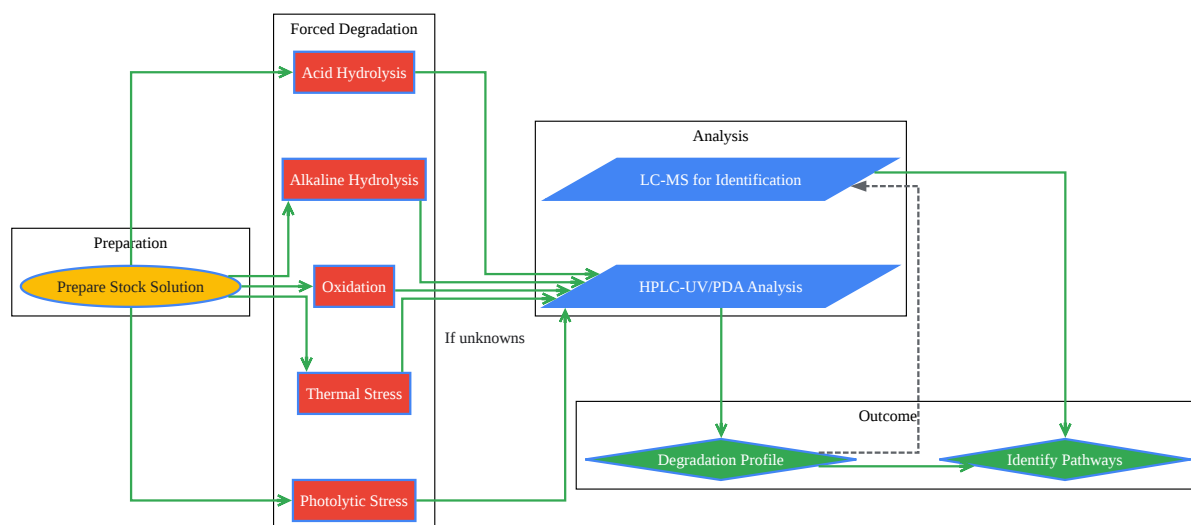 Forced Degradation
Acid Hydrolysis
Alkaline Hydrolysis
Preparation
Prepare Stock Solution
Oxidation
Thermal Stress
Photolytic Stress
Analysis
LC-MS for Identification
HPLC-UV/PDA Analysis
If unknowns
Outcome
Degradation Profile
Identify Pathways